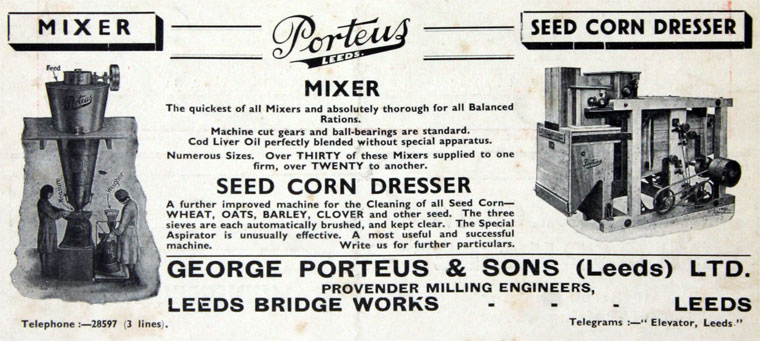 MIXER
Porteus
LEEDS.
SEED CORN DRESSER
Feed
Porteus
Measure
Weigher
MIXER
The quickest of all Mixers and absolutely thorough for all Balanced
Rations.
Machine cut gears and ball-bearings are standard.
Cod Liver Oil perfectly blended without special apparatus.
Numerous Sizes. Over THIRTY of these Mixers supplied to one
firm, over TWENTY to another.
SEED CORN DRESSER
A further improved machine for the Cleaning of all Seed Corn—
WHEAT, OATS, BARLEY, CLOVER and other seed. The three
sieves are each automatically brushed, and kept clear. The Special
Aspirator is unusually effective. A most useful and successful
machine. Write us for further particulars.
Porteus
GEORGE PORTEUS & SONS (Leeds) LTD.
PROVENDER MILLING ENGINEERS,
LEEDS BRIDGE WORKS - - - LEEDS
Telephone :—28597 (3 lines).
Telegrams :—" Elevator, Leeds."